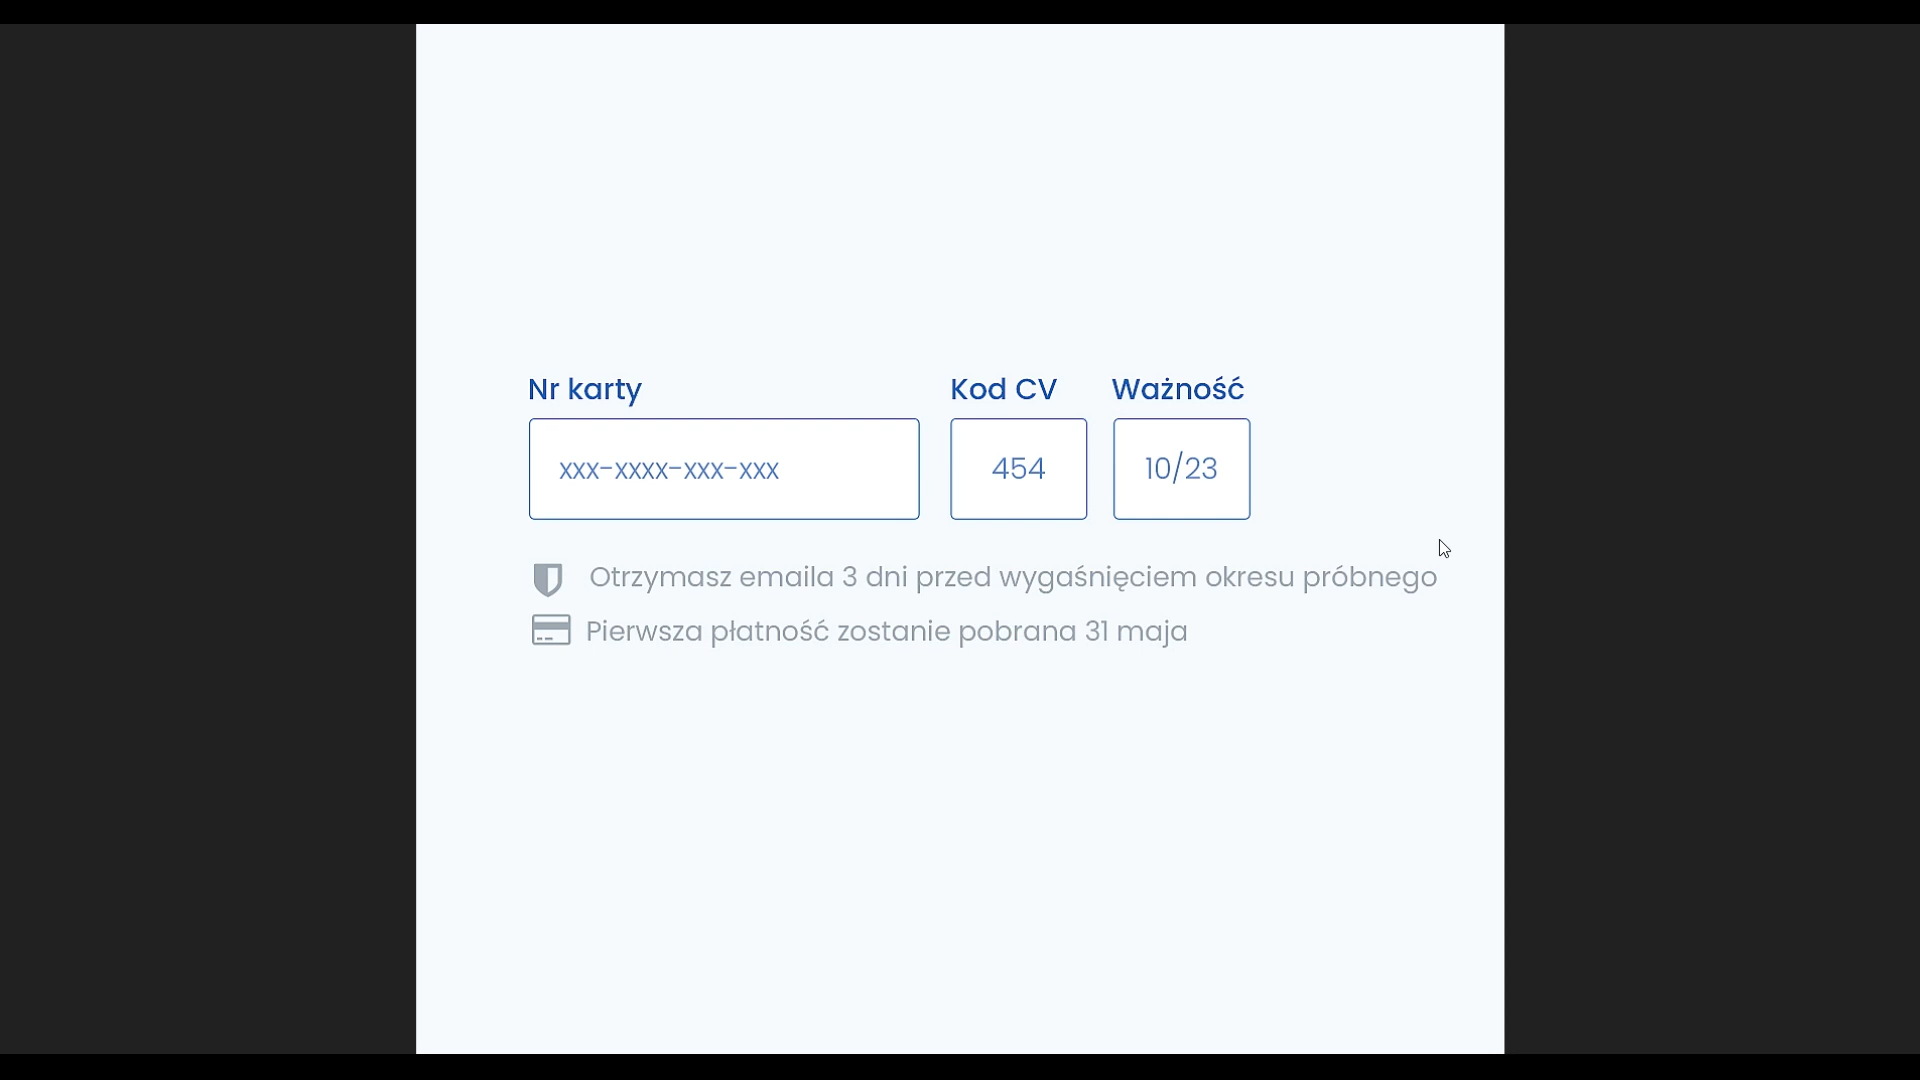 Nr karty Kod CV Ważność
xxx-xxxx-xxx-xxx 454 10/23
Otrzymasz emaila 3 dni przed wygaśnięciem okresu próbnego
Pierwsza płatność zostanie pobrana 31 maja